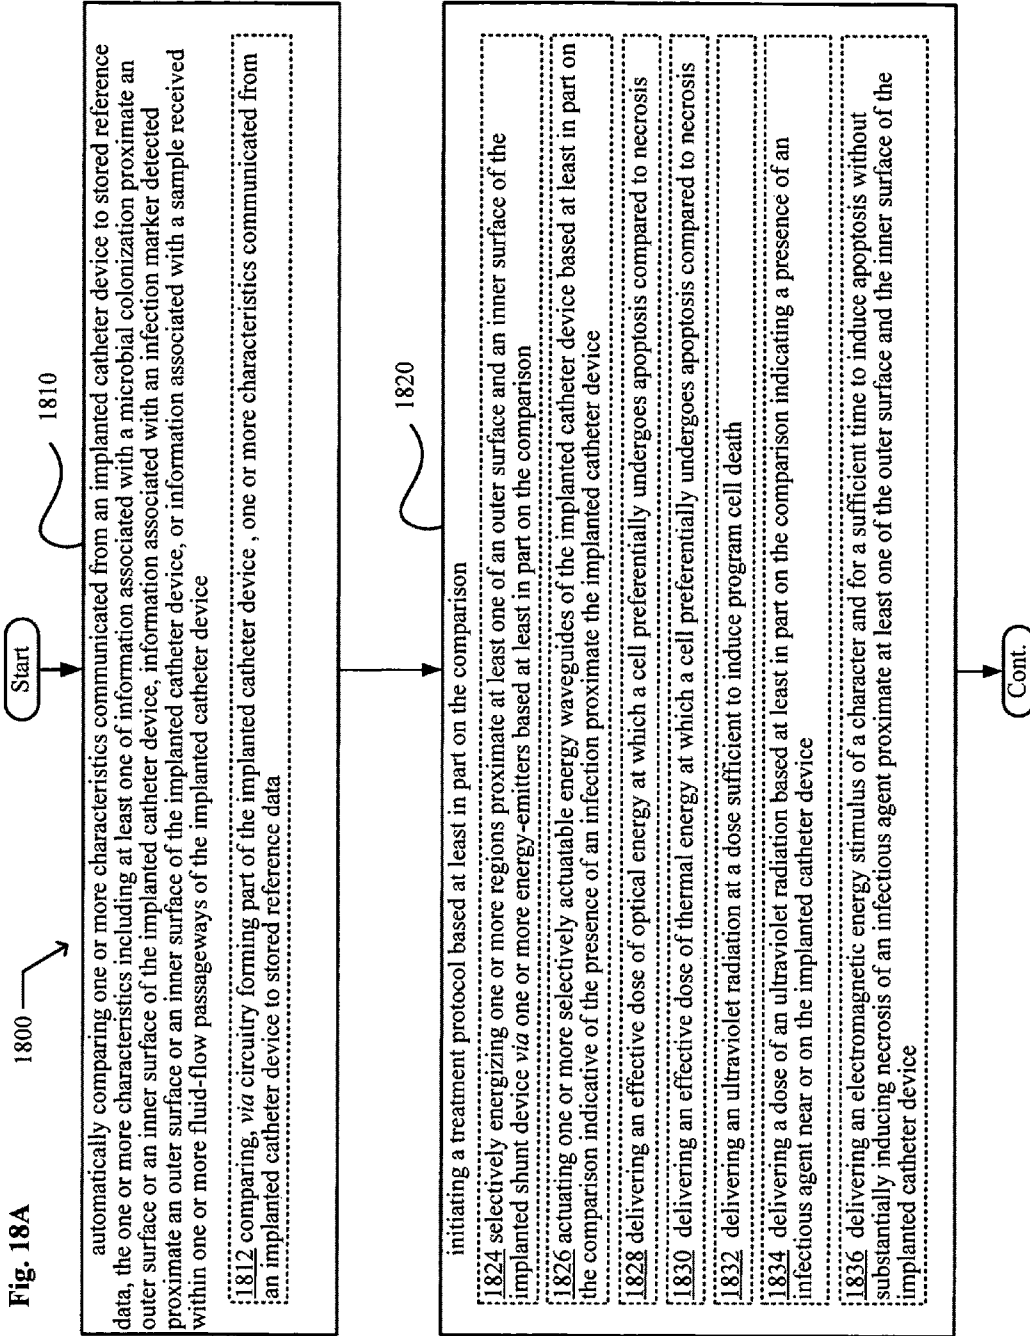 Fig. 18A
1800
Start
1810
automatically comparing one or more characteristics communicated from an implanted catheter device to stored reference
data, the one or more characteristics including at least one of information associated with a microbial colonization proximate an
outer surface or an inner surface of the implanted catheter device, information associated with an infection marker detected
proximate an outer surface or an inner surface of the implanted catheter device, or information associated with a sample received
within one or more fluid-flow passageways of the implanted catheter device
1812 comparing, via circuitry forming part of the implanted catheter device , one or more characteristics communicated from
an implanted catheter device to stored reference data
1820
initiating a treatment protocol based at least in part on the comparison
1824 selectively energizing one or more regions proximate at least one of an outer surface and an inner surface of the
implanted shunt device via one or more energy-emitters based at least in part on the comparison
1826 actuating one or more selectively actuatable energy waveguides of the implanted catheter device based at least in part on
the comparison indicative of the presence of an infection proximate the implanted catheter device
1828 delivering an effective dose of optical energy at which a cell preferentially undergoes apoptosis compared to necrosis
1830 delivering an effective dose of thermal energy at which a cell preferentially undergoes apoptosis compared to necrosis
1832 delivering an ultraviolet radiation at a dose sufficient to induce program cell death
1834 delivering a dose of an ultraviolet radiation based at least in part on the comparison indicating a presence of an
infectious agent near or on the implanted catheter device
1836 delivering an electromagnetic energy stimulus of a character and for a sufficient time to induce apoptosis without
substantially inducing necrosis of an infectious agent proximate at least one of the outer surface and the inner surface of the
implanted catheter device
Cont.